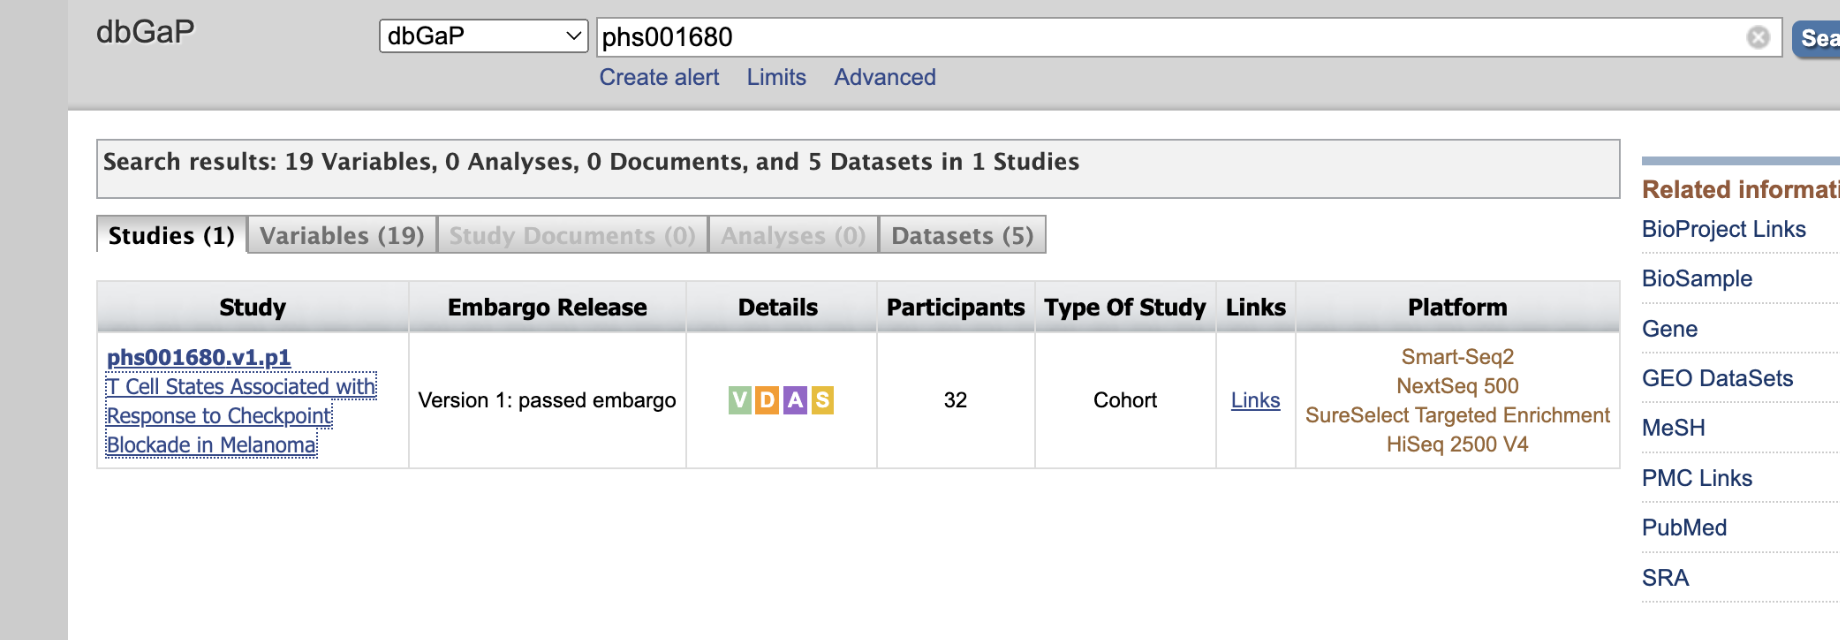 dbGaP
dbGaP
phs001680
Sea
Create alert Limits Advanced
Search results: 19 Variables, 0 Analyses, 0 Documents, and 5 Datasets in 1 Studies
Studies (1) Variables (19) Study Documents (0) Analyses (0) Datasets (5)
Study Embargo Release Details Participants Type Of Study Links Platform
phs001680.v1.p1
T Cell States Associated with
Response to Checkpoint
Blockade in Melanoma
Version 1: passed embargo
V D A S
32
Cohort
Links
Smart-Seq2
NextSeq 500
SureSelect Targeted Enrichment
HiSeq 2500 V4
Related informati
BioProject Links
BioSample
Gene
GEO DataSets
MeSH
PMC Links
PubMed
SRA